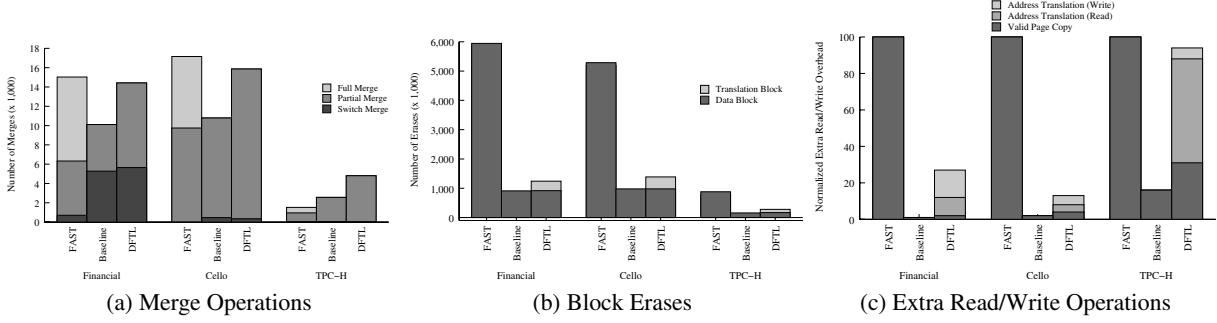 18
16
14
12
10
8
6
4
2
0
Number of Merges (x 1,000)
Full Merge
Partial Merge
Switch Merge
FAST
Baseline
DFTL
FAST
Baseline
DFTL
FAST
Baseline
DFTL
Financial
Cello
TPC-H
(a) Merge Operations
6,000
5,000
4,000
3,000
2,000
1,000
0
Number of Erases (x 1,000)
Translation Block
Data Block
FAST
Baseline
DFTL
FAST
Baseline
DFTL
FAST
Baseline
DFTL
Financial
Cello
TPC-H
(b) Block Erases
Address Translation (Write)
Address Translation (Read)
Valid Page Copy
100
80
60
40
20
0
Normalized Extra Read/Write Overhead
FAST
Baseline
DFTL
FAST
Baseline
DFTL
FAST
Baseline
DFTL
Financial
Cello
TPC-H
(c) Extra Read/Write Operations